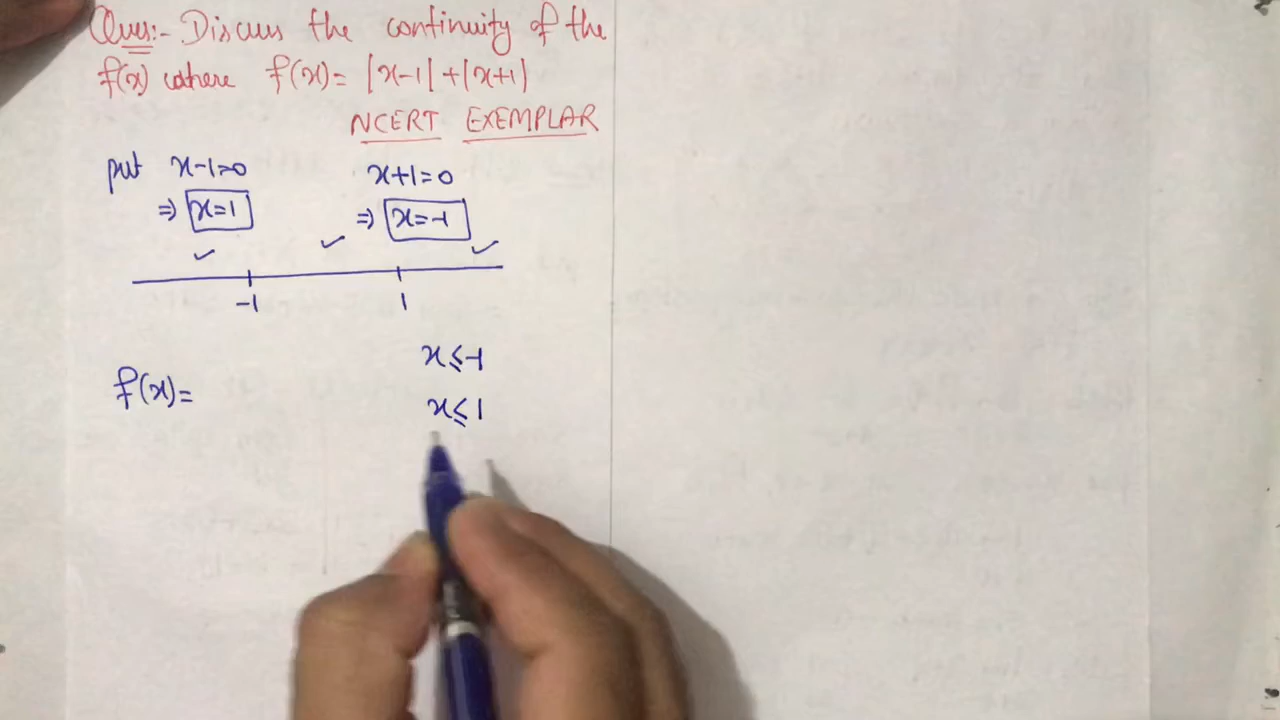 Ques:- Discuss the continuity of the
f(x) where f(x)= |x-1|+|x+1|
NCERT EXEMPLAR
put x-1=0 x+1=0
⇒ x=1 ⇒ x=-1
✓ ✓ ✓
-1 1
x≤-1
f(x)=
x≤1